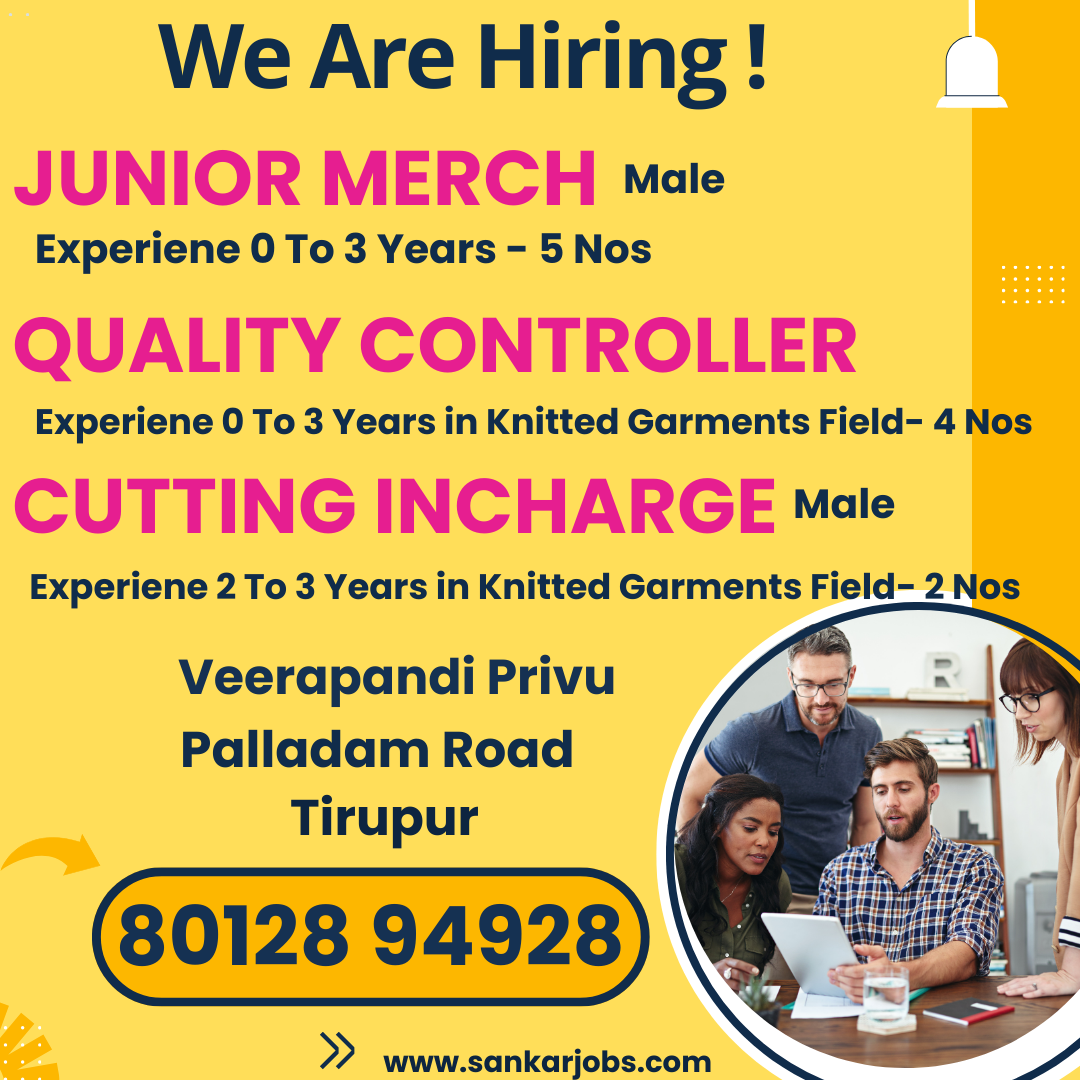 We Are Hiring !
JUNIOR MERCH Male
Experiene 0 To 3 Years - 5 Nos
QUALITY CONTROLLER
Experiene 0 To 3 Years in Knitted Garments Field- 4 Nos
CUTTING INCHARGE Male
Experiene 2 To 3 Years in Knitted Garments Field- 2 Nos
R
Veerapandi Privu
Palladam Road
Tirupur
80128 94928
www.sankarjobs.com